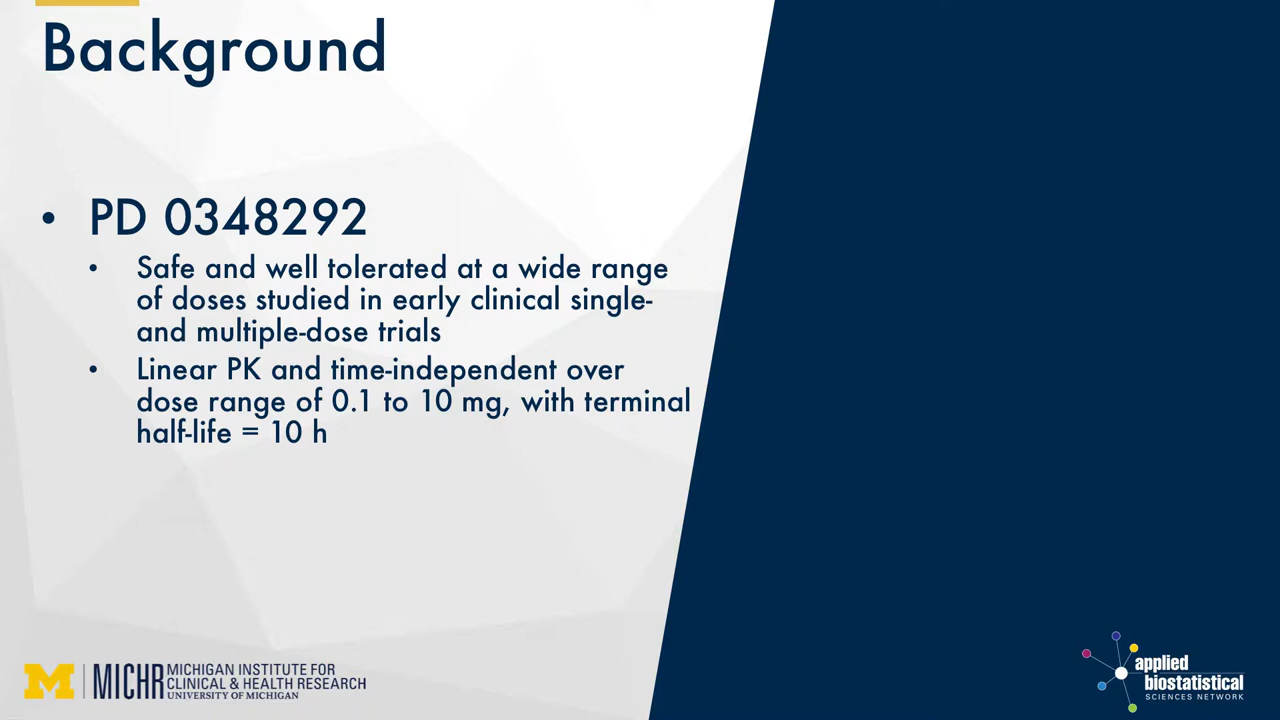 Background
• PD 0348292
• Safe and well tolerated at a wide range
of doses studied in early clinical single-
and multiple-dose trials
• Linear PK and time-independent over
dose range of 0.1 to 10 mg, with terminal
half-life = 10 h
M | MICHR MICHIGAN INSTITUTE FOR
CLINICAL & HEALTH RESEARCH
UNIVERSITY OF MICHIGAN
applied
biostatistical
SCIENCES NETWORK